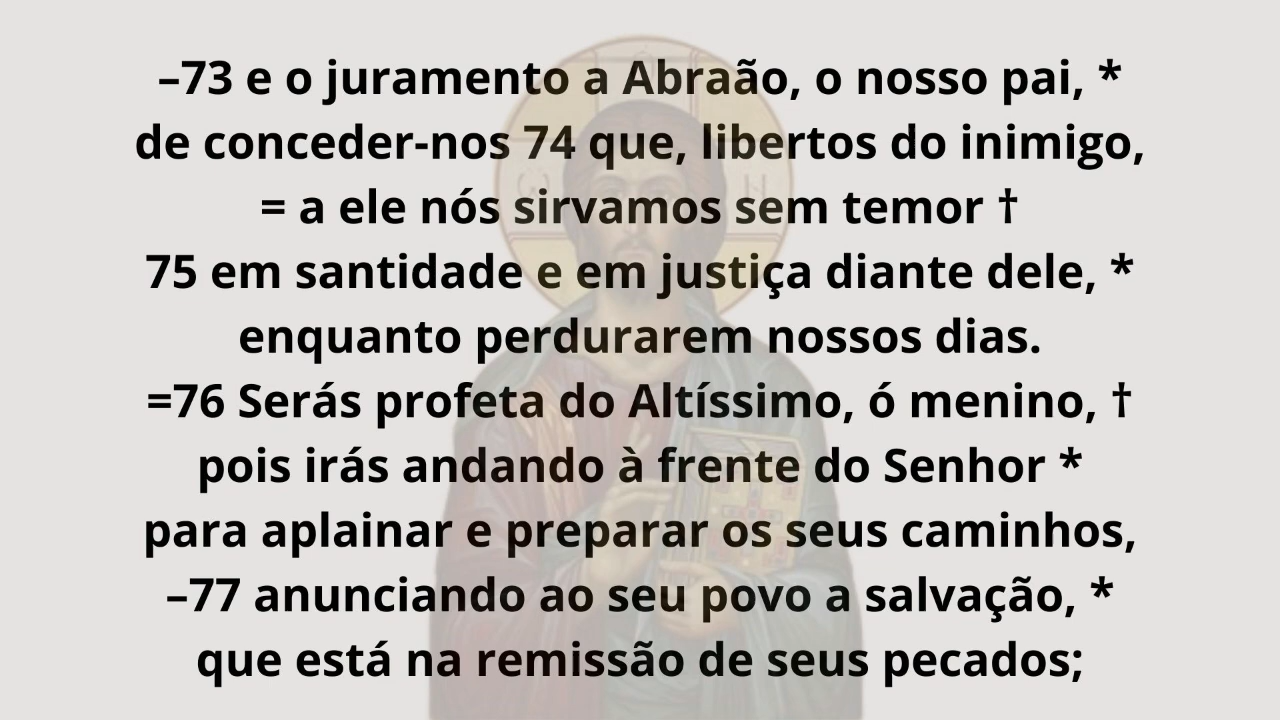 –73 e o juramento a Abraão, o nosso pai, *
de conceder-nos 74 que, libertos do inimigo,
= a ele nós sirvamos sem temor †
75 em santidade e em justiça diante dele, *
enquanto perdurarem nossos dias.
=76 Serás profeta do Altíssimo, ó menino, †
pois irás andando à frente do Senhor *
para aplainar e preparar os seus caminhos,
–77 anunciando ao seu povo a salvação, *
que está na remissão de seus pecados;